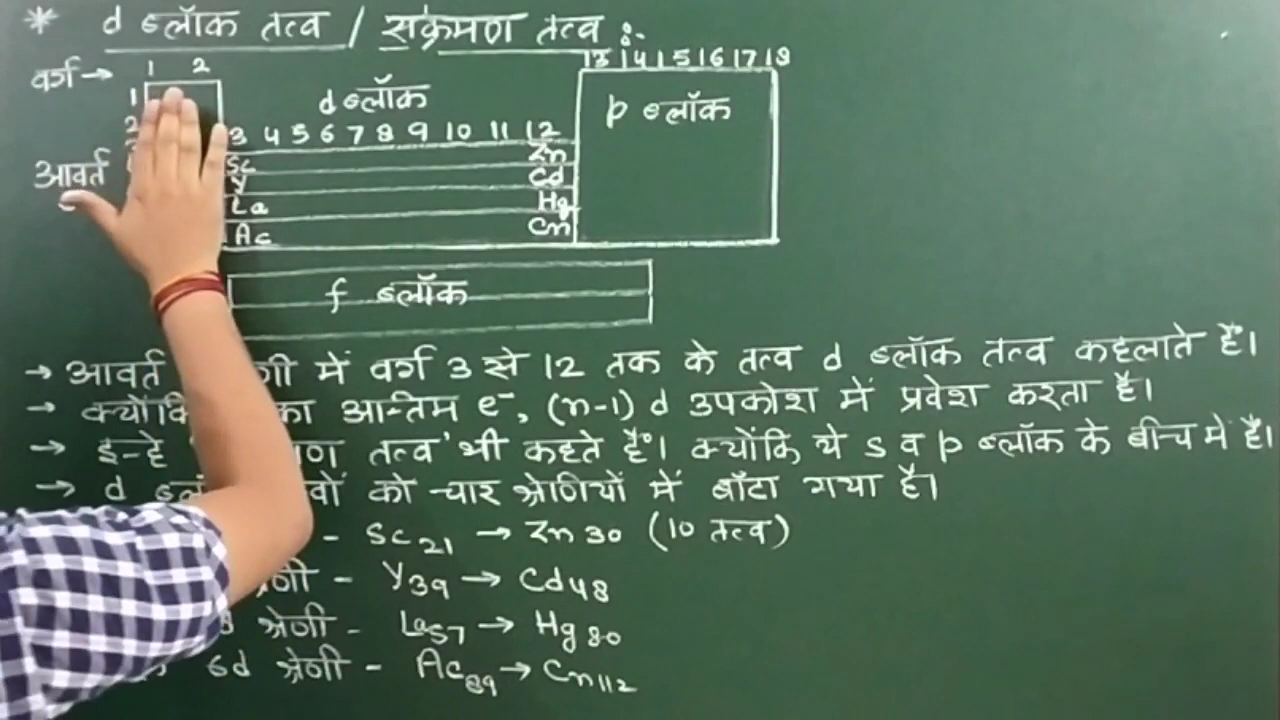 * d ब्लॉक तत्व / संक्रमण तत्व :-
वर्ग → 1 2
13 14 15 16 17 18
1
2
d ब्लॉक
p ब्लॉक
3 4 5 6 7 8 9 10 11 12
आवर्त
Sc Zn
Y Cd
La Hg
Ac Cn
f ब्लॉक
→ आवर्त में वर्ग 3 से 12 तक के तत्व d ब्लॉक तत्व कहलाते हैं।
→ क्योंकि का अन्तिम e⁻, (n-1) d उपकोश में प्रवेश करता है।
→ इन्हे तत्व' भी कहते हैं। क्योंकि ये s व p ब्लॉक के बीच में हैं।
→ d को चार श्रेणियों में बाँटा गया है।
- Sc21 → Zn30 (10 तत्व)
- Y39 → Cd48
श्रेणी - La57 → Hg80
6d श्रेणी - Ac89 → Cn112